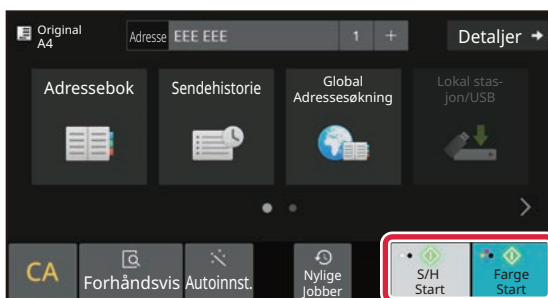 Original
A4
Adresse EEE EEE 1 +
Detaljer
Adressebok
Sendehistorie
Global
Adressesøkning
Lokal stas-
jon/USB
CA
Forhåndsvis
Autoinnst.
Nylige
Jobber
S/H
Start
Farge
Start